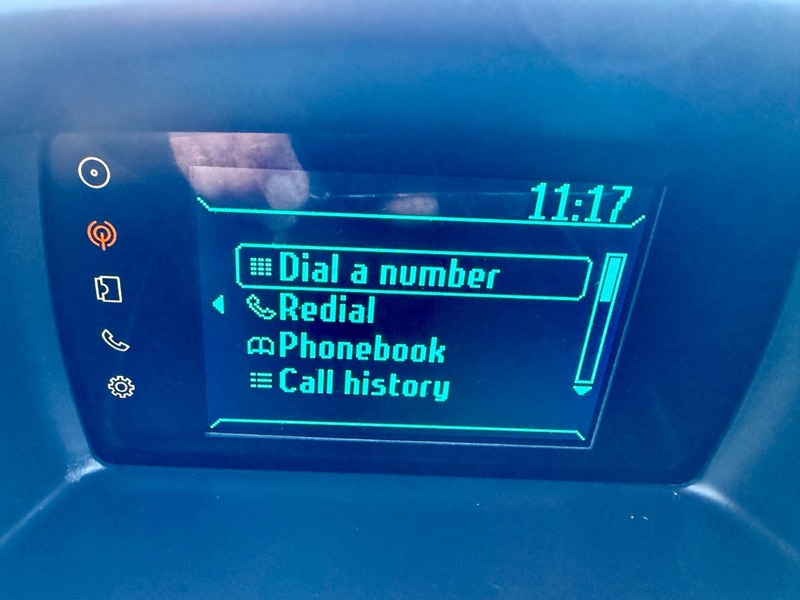 11:17
Dial a number
Redial
Phonebook
Call history